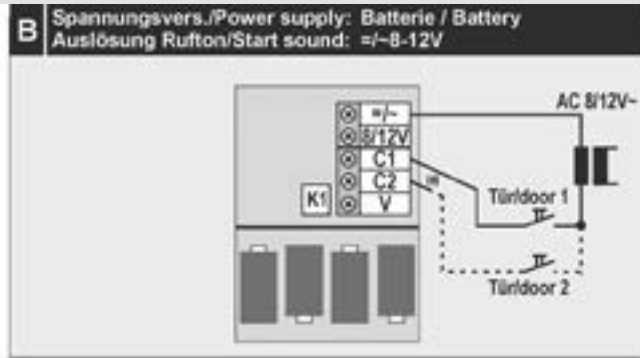 B
Spannungsvers./Power supply: Batterie / Battery
Auslösung Rufton/Start sound: =/~8-12V
AC 8/12V~
=/~
8/12V
C1
C2
V
K1
Tür/door 1
Tür/door 2